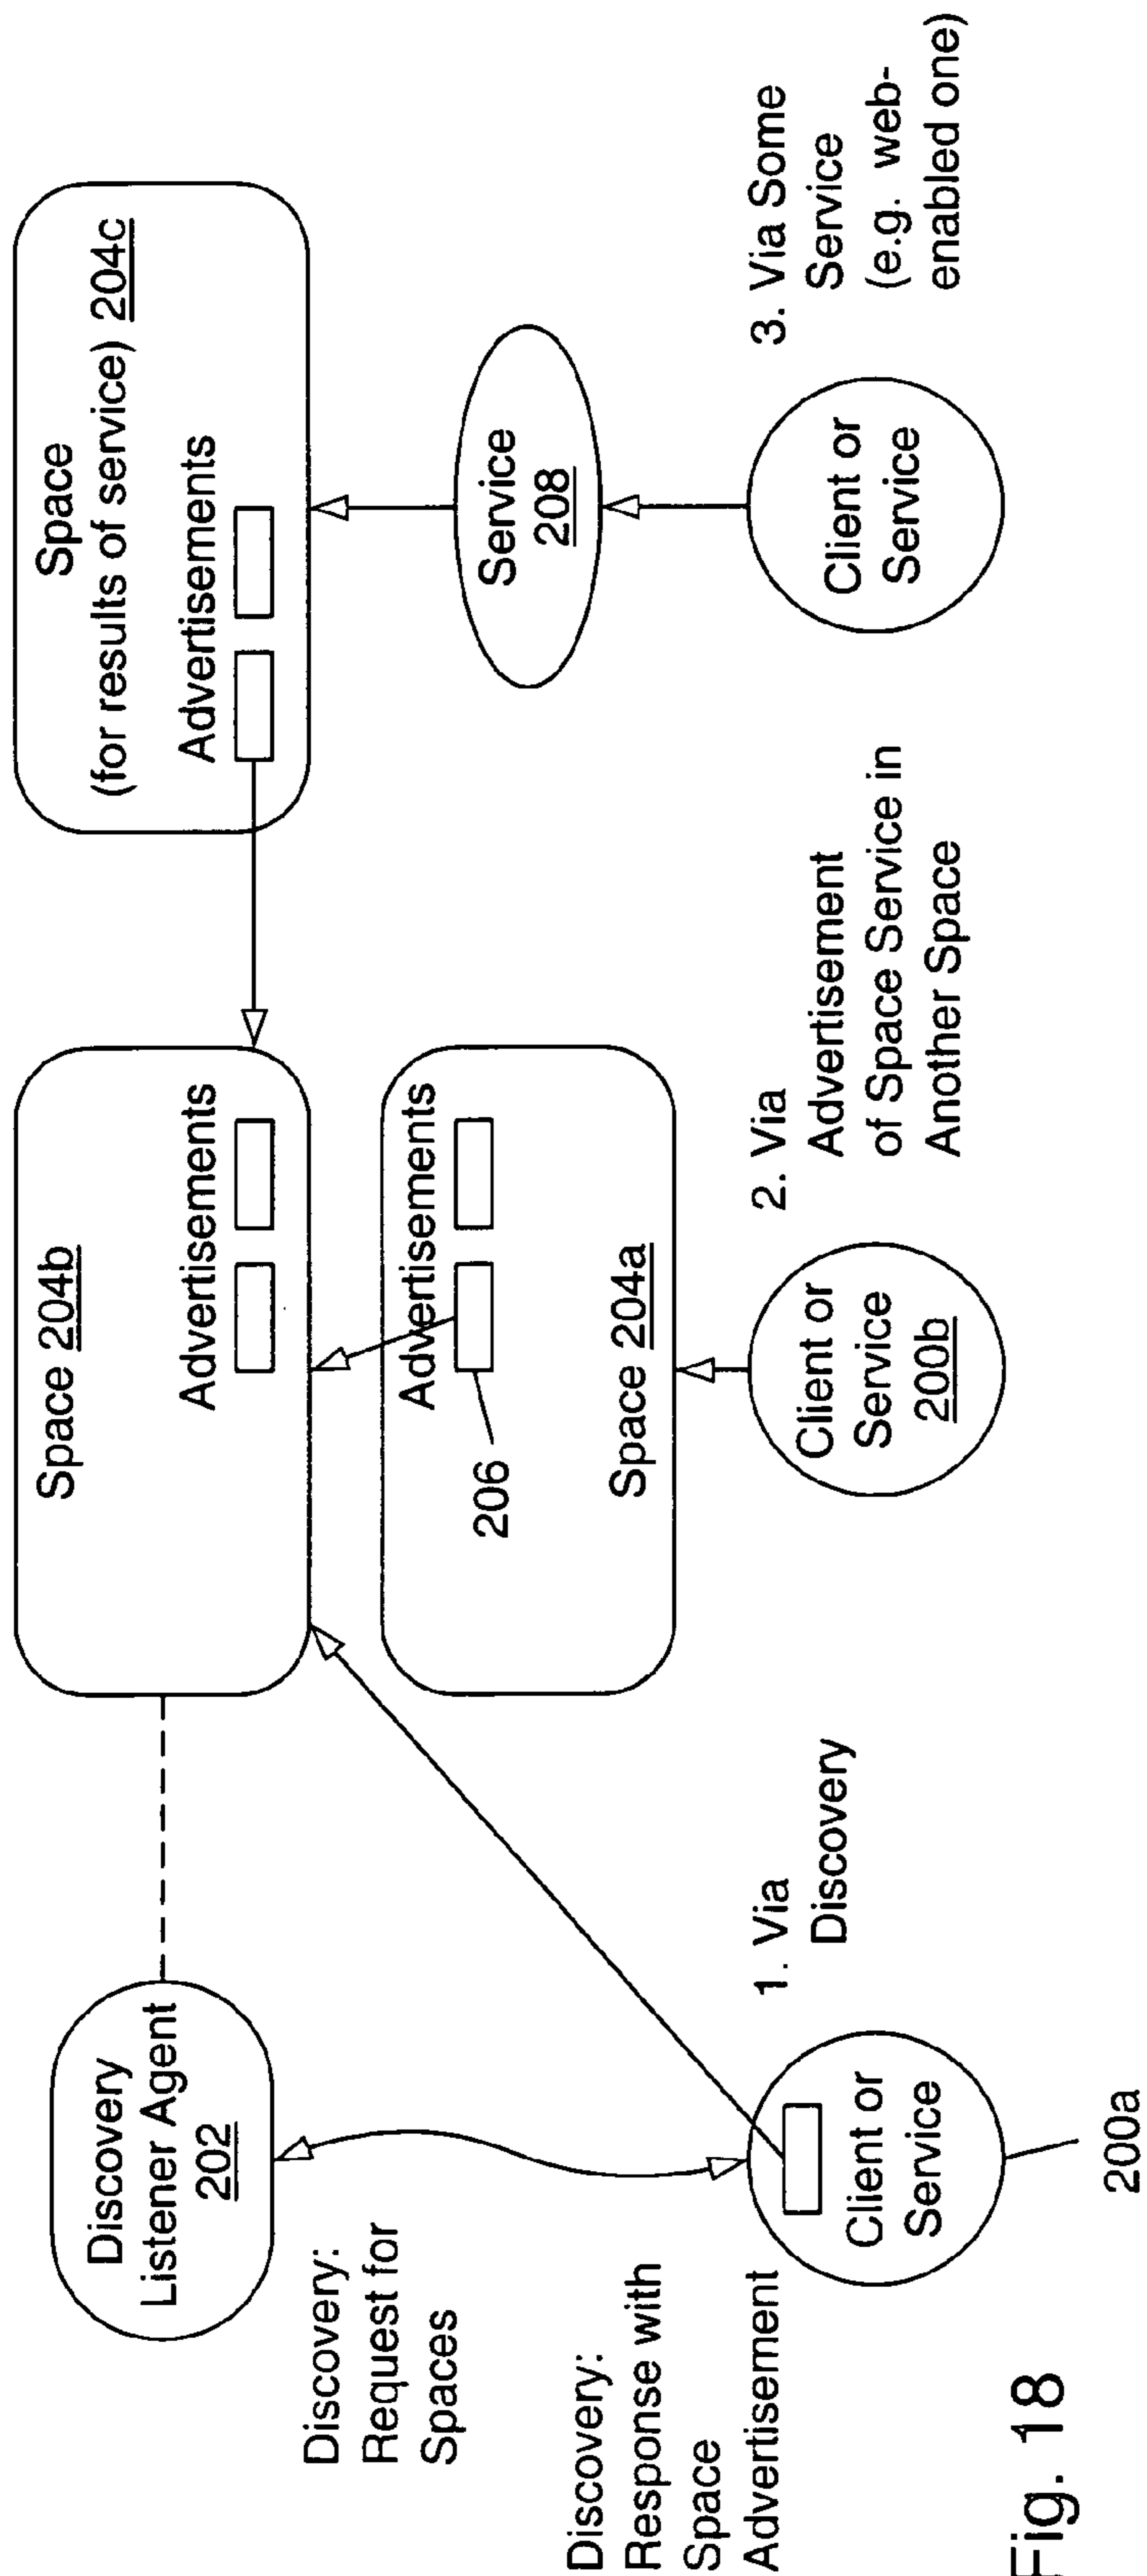 Discovery
Listener Agent
202
Discovery:
Request for
Spaces
Discovery:
Response with
Space
Advertisement
Client or
Service
200a
1. Via
Discovery
Space 204b
Advertisements
Advertisements
206
Space 204a
Client or
Service
200b
2. Via
Advertisement
of Space Service in
Another Space
Space
(for results of service) 204c
Advertisements
Service
208
Client or
Service
3. Via Some
Service
(e.g. web-
enabled one)
Fig. 18